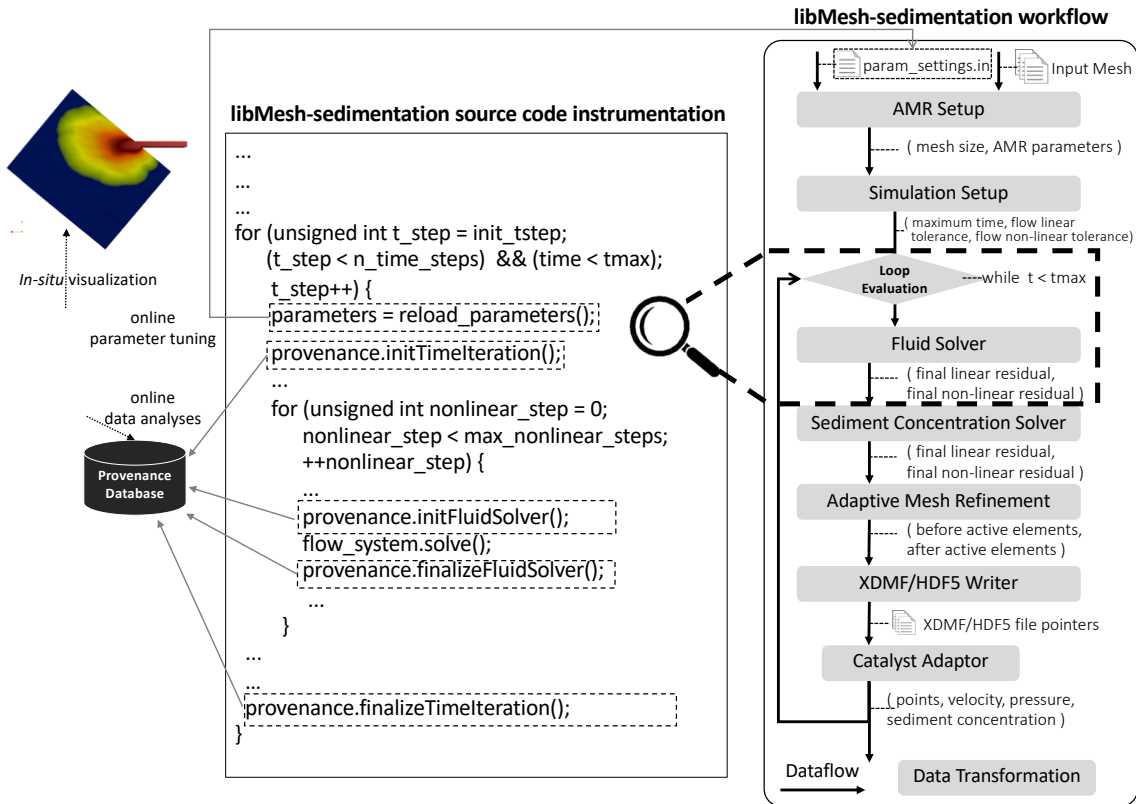 libMesh-sedimentation workflow
param_settings.in
Input Mesh
AMR Setup
( mesh size, AMR parameters )
Simulation Setup
( maximum time, flow linear
tolerance, flow non-linear tolerance)
Loop
Evaluation
while t < tmax
Fluid Solver
( final linear residual,
final non-linear residual )
Sediment Concentration Solver
( final linear residual,
final non-linear residual )
Adaptive Mesh Refinement
( before active elements,
after active elements )
XDMF/HDF5 Writer
XDMF/HDF5 file pointers
Catalyst Adaptor
( points, velocity, pressure,
sediment concentration )
Dataflow
Data Transformation
libMesh-sedimentation source code instrumentation
...
...
...
for (unsigned int t_step = init_tstep;
(t_step < n_time_steps) && (time < tmax);
t_step++) {
parameters = reload_parameters();
provenance.initTimeIteration();
...
for (unsigned int nonlinear_step = 0;
nonlinear_step < max_nonlinear_steps;
++nonlinear_step) {
...
provenance.initFluidSolver();
flow_system.solve();
provenance.finalizeFluidSolver();
...
}
...
...
provenance.finalizeTimeIteration();
}
In-situ visualization
online
parameter tuning
online
data analyses
Provenance
Database